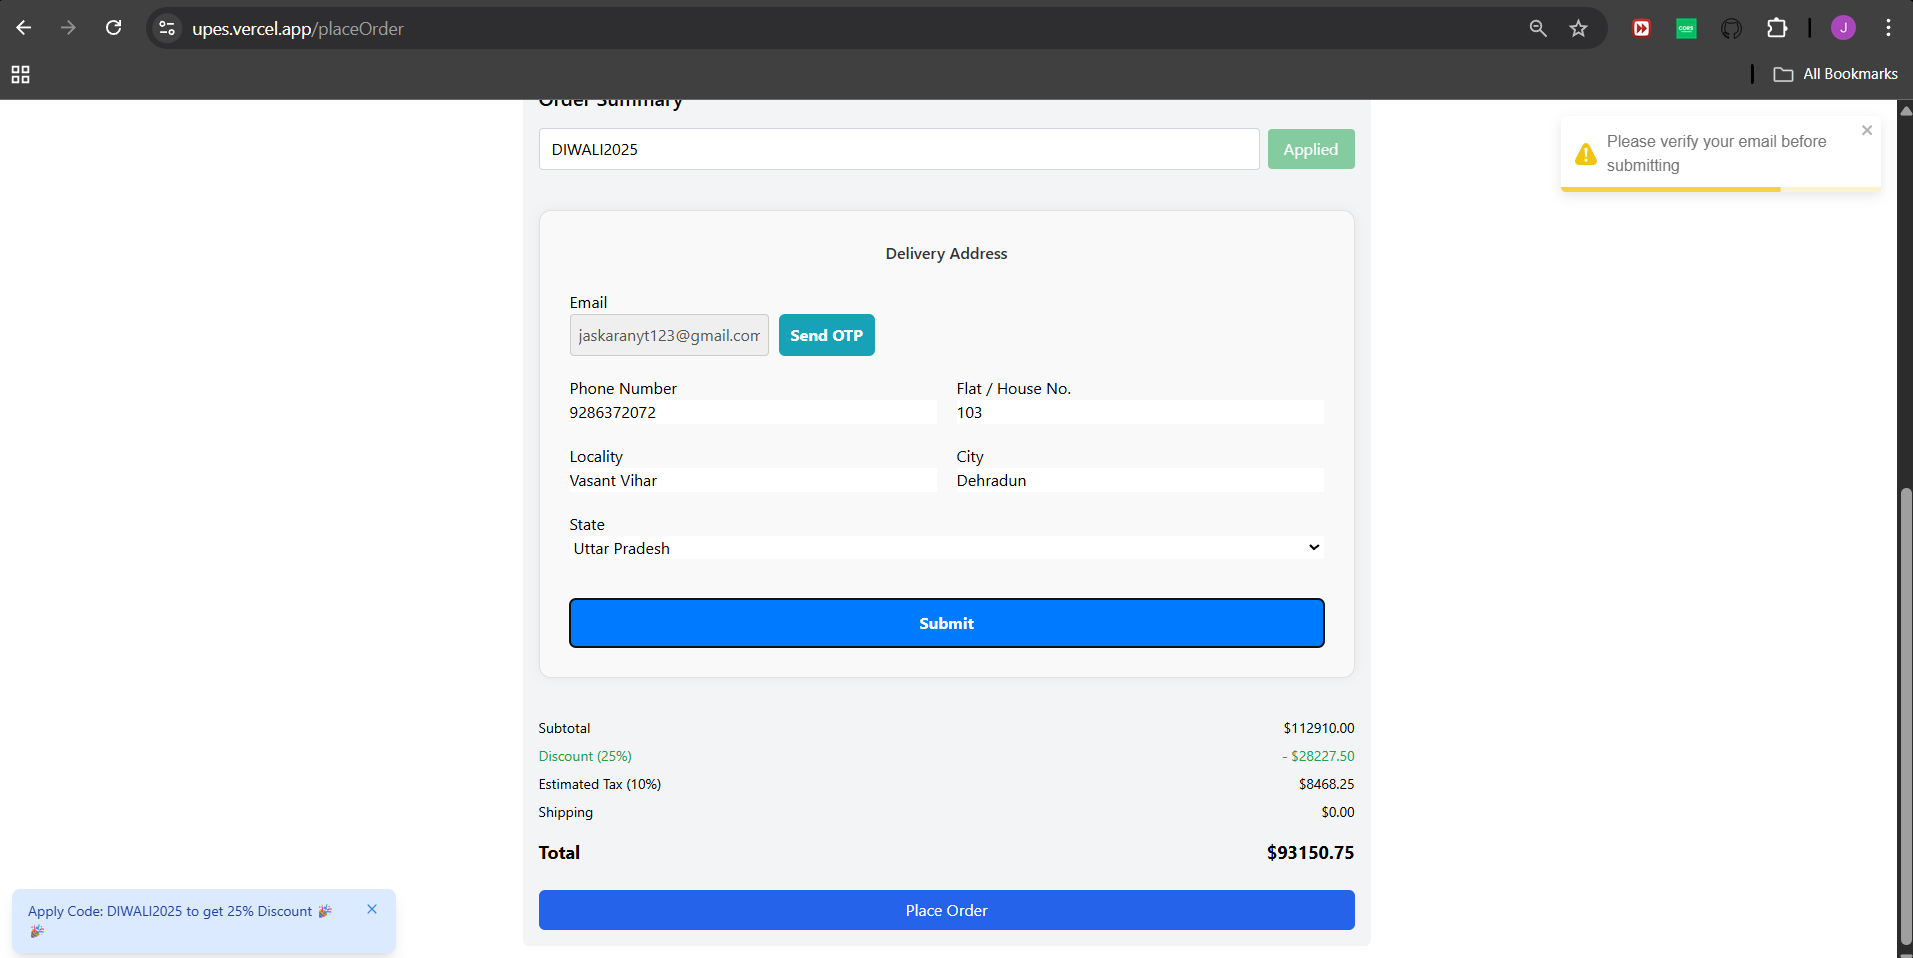 upes.vercel.app/placeOrder
J
All Bookmarks
Order Summary
DIWALI2025
Applied
Please verify your email before
submitting
Delivery Address
Email
jaskaranyt123@gmail.com
Send OTP
Phone Number
Flat / House No.
9286372072
103
Locality
City
Vasant Vihar
Dehradun
State
Uttar Pradesh
Submit
Subtotal
$112910.00
Discount (25%)
- $28227.50
Estimated Tax (10%)
$8468.25
Shipping
$0.00
Total
$93150.75
Apply Code: DIWALI2025 to get 25% Discount 🎉
🎉
Place Order